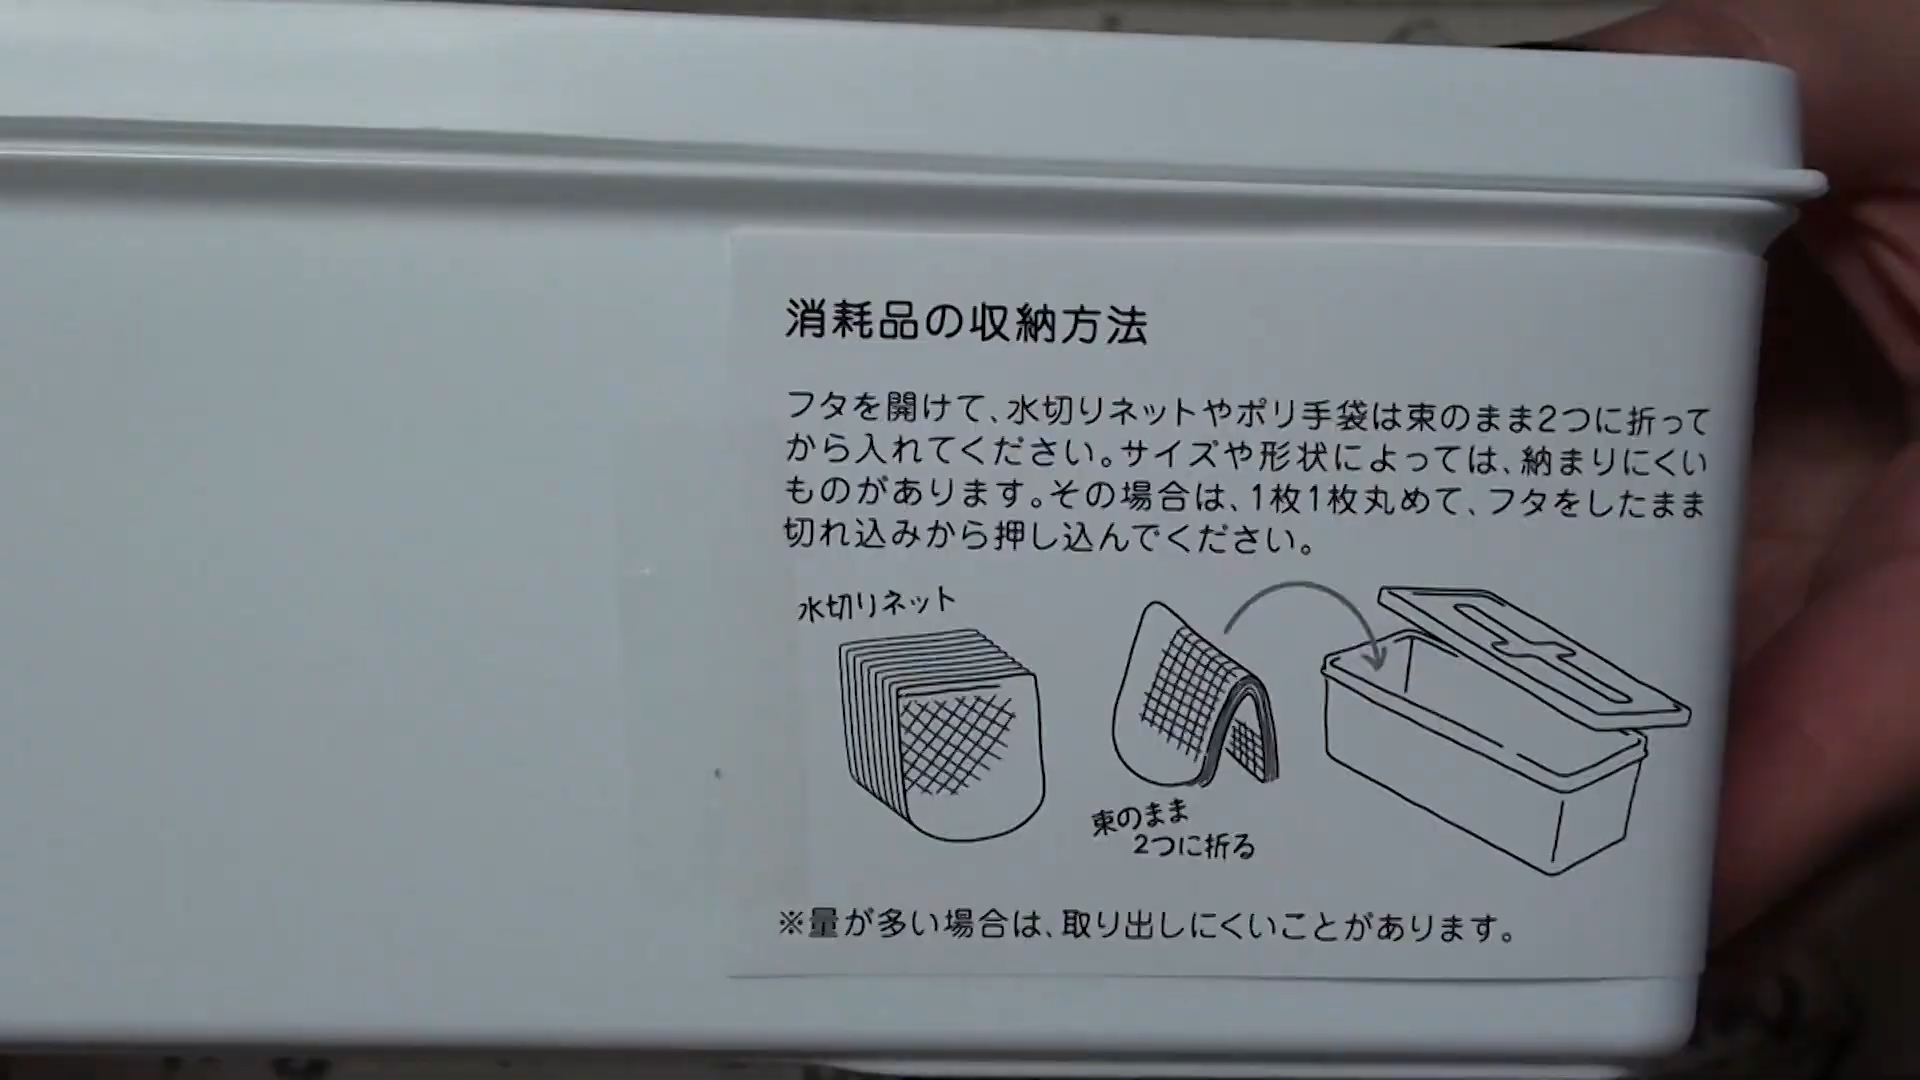 消耗品の収納方法
フタを開けて、水切りネットやポリ手袋は束のまま2つに折って
から入れてください。サイズや形状によっては、納まりにくい
ものがあります。その場合は、1枚1枚丸めて、フタをしたまま
切れ込みから押し込んでください。
水切りネット
束のまま
2つに折る
※量が多い場合は、取り出しにくいことがあります。